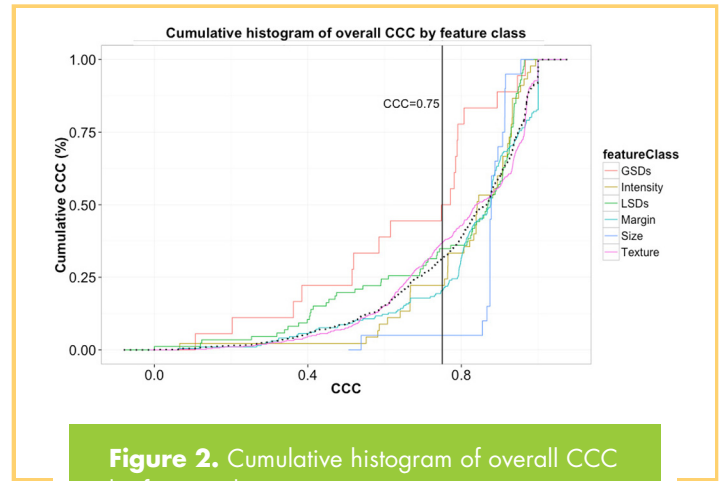 Cumulative histogram of overall CCC by feature class
1.00
0.75
0.50
0.25
0.00
Cumulative CCC (%)
CCC=0.75
0.0 0.4 0.8
CCC
featureClass
GSDs
Intensity
LSDs
Margin
Size
Texture
Figure 2. Cumulative histogram of overall CCC